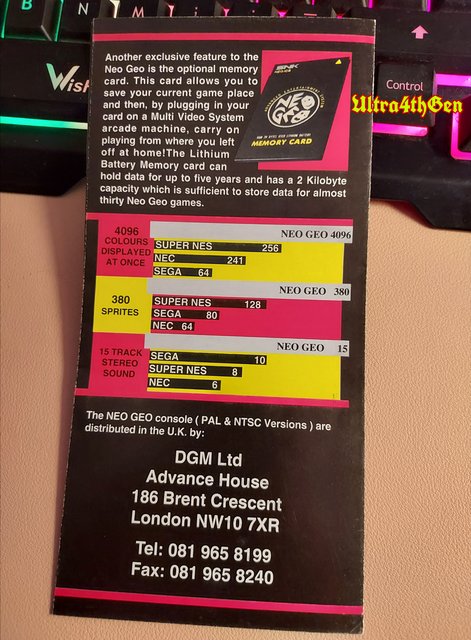 Another exclusive feature to the
Neo Geo is the optional memory
card. This card allows you to
save your current game place
and then, by plugging in your
card on a Multi Video System
arcade machine, carry on
playing from where you left
off at home!The Lithium
Battery Memory card can
hold data for up to five years and has a 2 Kilobyte
capacity which is sufficient to store data for almost
thirty Neo Geo games.
SNK
NEO GEO
MEMORY CARD
Control
Ultra4thGen
4096
COLOURS
DISPLAYED
AT ONCE
NEO GEO 4096
SUPER NES 256
NEC 241
SEGA 64
380
SPRITES
NEO GEO 380
SUPER NES 128
SEGA 80
NEC 64
15 TRACK
STEREO
SOUND
NEO GEO 15
SEGA 10
SUPER NES 8
NEC 6
The NEO GEO console ( PAL & NTSC Versions ) are
distributed in the U.K. by:
DGM Ltd
Advance House
186 Brent Crescent
London NW10 7XR
Tel: 081 965 8199
Fax: 081 965 8240